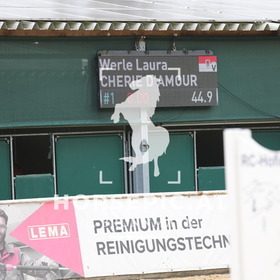 Werle Laura
CHERIE D'AMOUR
#1
44.9
LEMA
PREMIUM in der
REINIGUNGSTECHN
RC-Hof